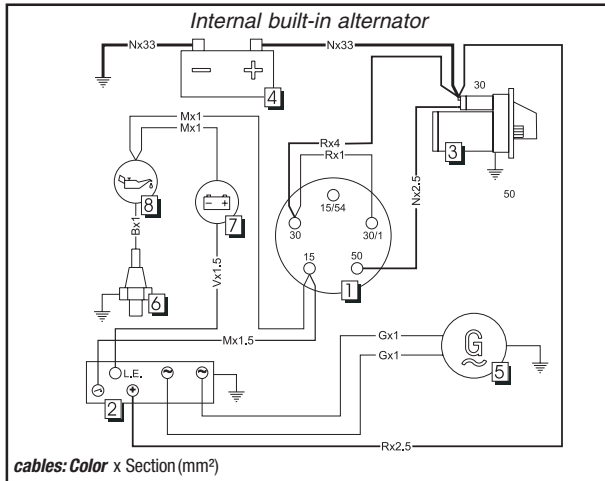 Internal built-in alternator
Nx33
Nx33
30
4
Mx1
Mx1
Rx4
Rx1
3
8
7
15/54
30
30/1
Nx2.5
50
Bx1
15
50
1
6
Vx1.5
Mx1.5
Gx1
G
L.E.
Gx1
5
2
Rx2.5
cables: Color x Section (mm²)